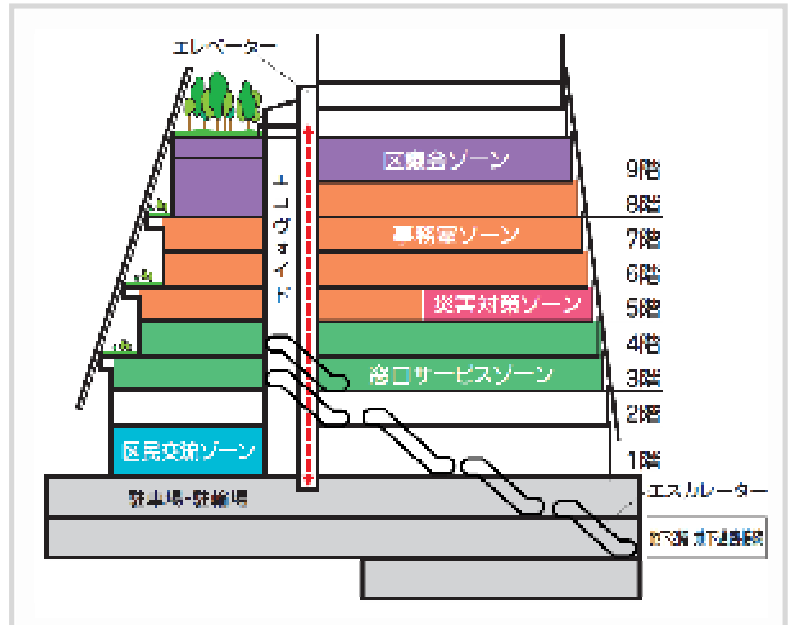 エレベーター
エコヴォイド
区議会ゾーン
9階
8階
事務室ゾーン
7階
6階
災害対策ゾーン
5階
4階
窓口サービスゾーン
3階
2階
区民交流ゾーン
1階
駐車場・駐輪場
エスカレーター